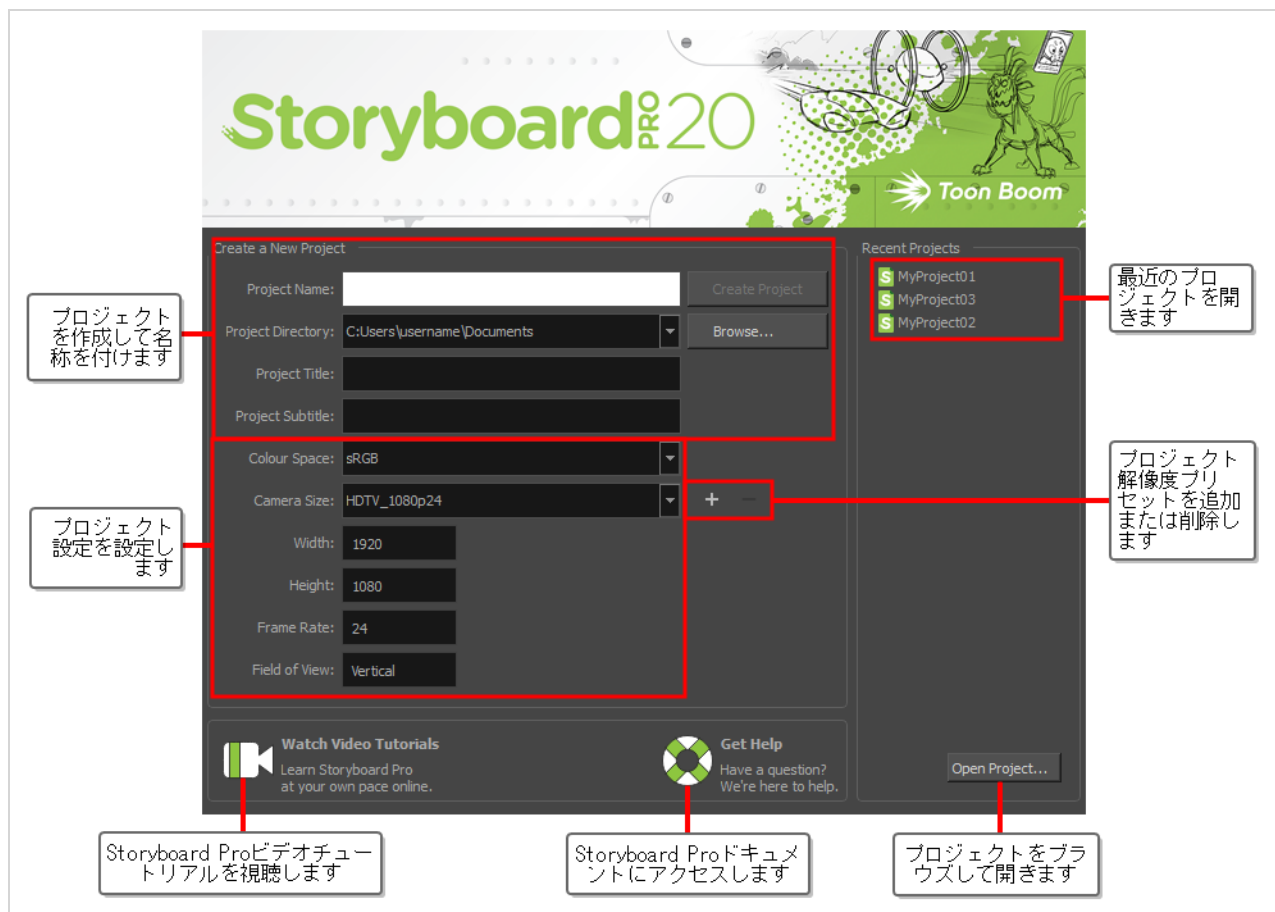 Storyboard PRO 20
Toon Boom
Create a New Project
Project Name:
Create Project
Project Directory:
C:Users\username\Documents
Browse...
Project Title:
Project Subtitle:
Colour Space:
sRGB
Camera Size:
HDTV_1080p24
+ −
Width:
1920
Height:
1080
Frame Rate:
24
Field of View:
Vertical
Recent Projects
MyProject01
MyProject03
MyProject02
Watch Video Tutorials
Learn Storyboard Pro
at your own pace online.
Get Help
Have a question?
We're here to help.
Open Project...
プロジェクト
を作成して名
称を付けます
プロジェクト
設定を設定し
ます
最近のプロ
ジェクトを開
きます
プロジェクト
解像度プリ
セットを追加
または削除し
ます
Storyboard Proビデオチュー
トリアルを視聴します
Storyboard Proドキュメ
ントにアクセスします
プロジェクトをブラ
ウズして開きます